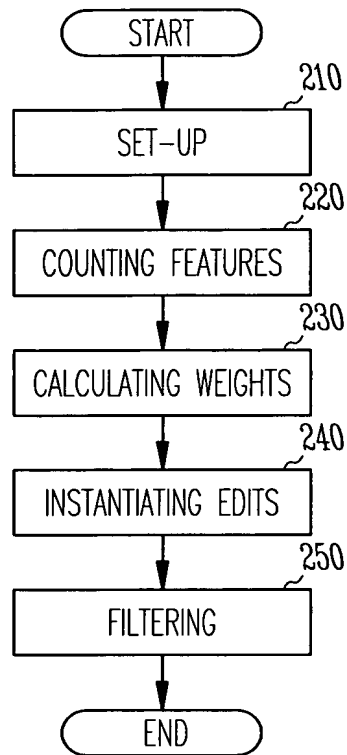 START
210
SET-UP
220
COUNTING FEATURES
230
CALCULATING WEIGHTS
240
INSTANTIATING EDITS
250
FILTERING
END